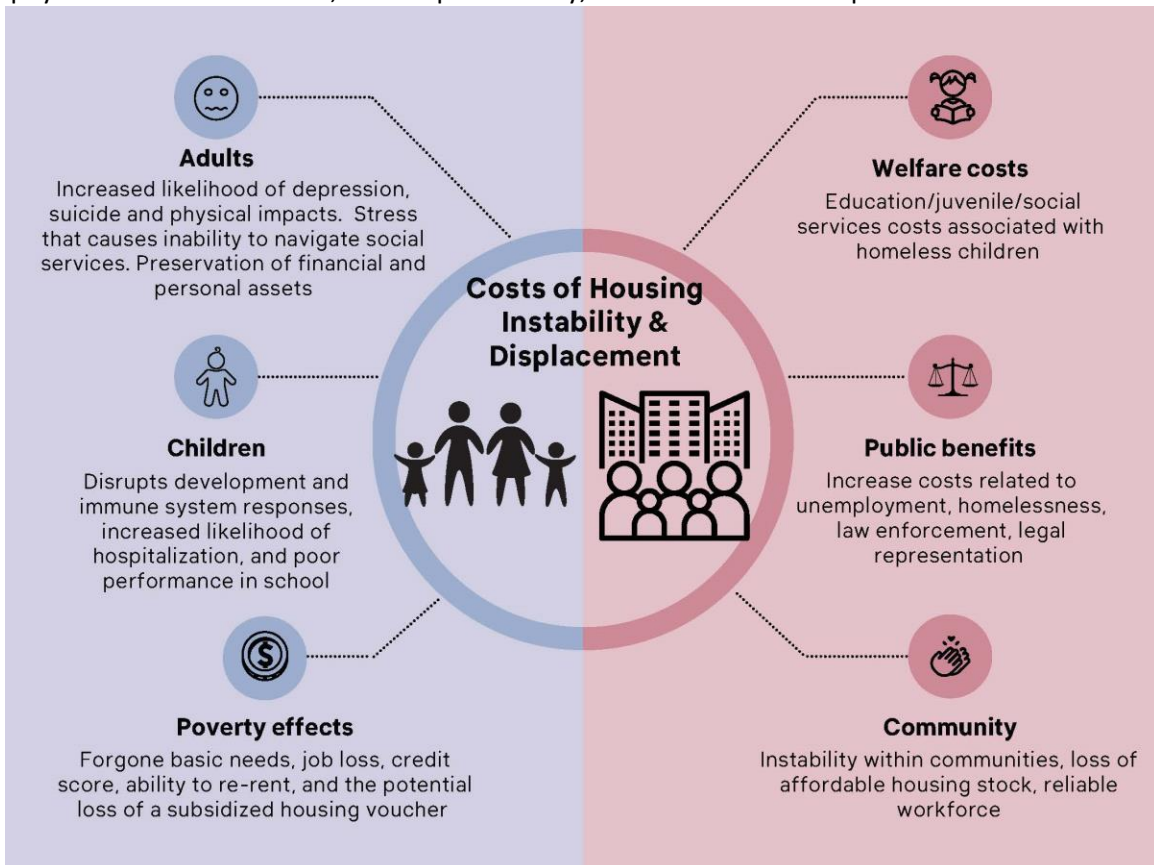 Costs of Housing
Instability &
Displacement
Adults
Increased likelihood of depression,
suicide and physical impacts.  Stress
that causes inability to navigate social
services. Preservation of financial and
personal assets
Children
Disrupts development and
immune system responses,
increased likelihood of
hospitalization, and poor
performance in school
Poverty effects
Forgone basic needs, job loss, credit
score, ability to re-rent, and the potential
loss of a subsidized housing voucher
Welfare costs
Education/juvenile/social
services costs associated with
homeless children
Public benefits
Increase costs related to
unemployment, homelessness,
law enforcement, legal
representation
Community
Instability within communities, loss of
affordable housing stock, reliable
workforce